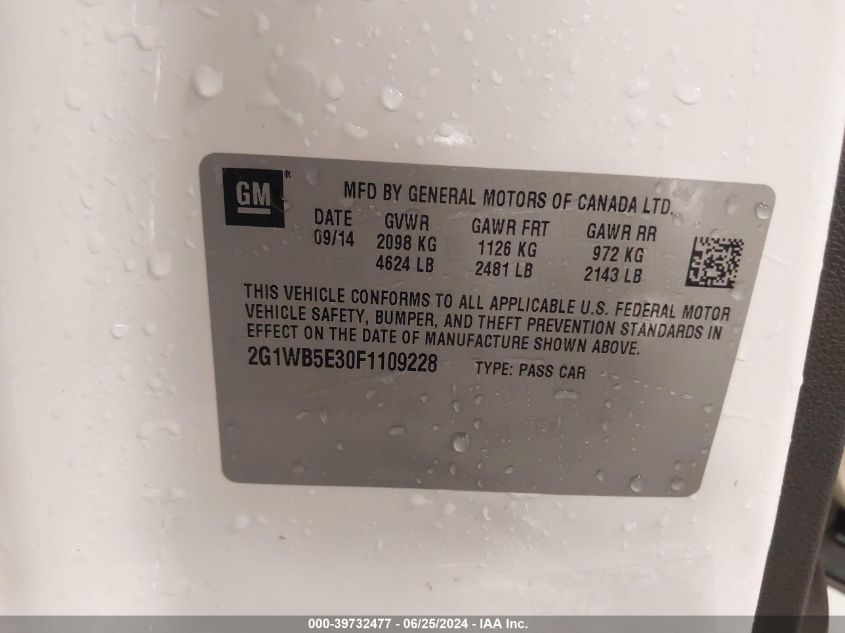 GM®
MFD BY GENERAL MOTORS OF CANADA LTD.
DATE GVWR GAWR FRT GAWR RR
09/14 2098 KG 1126 KG 972 KG
4624 LB 2481 LB 2143 LB
THIS VEHICLE CONFORMS TO ALL APPLICABLE U.S. FEDERAL MOTOR
VEHICLE SAFETY, BUMPER, AND THEFT PREVENTION STANDARDS IN
EFFECT ON THE DATE OF MANUFACTURE SHOWN ABOVE.
2G1WB5E30F1109228 TYPE: PASS CAR
000-39732477 - 06/25/2024 - IAA Inc.